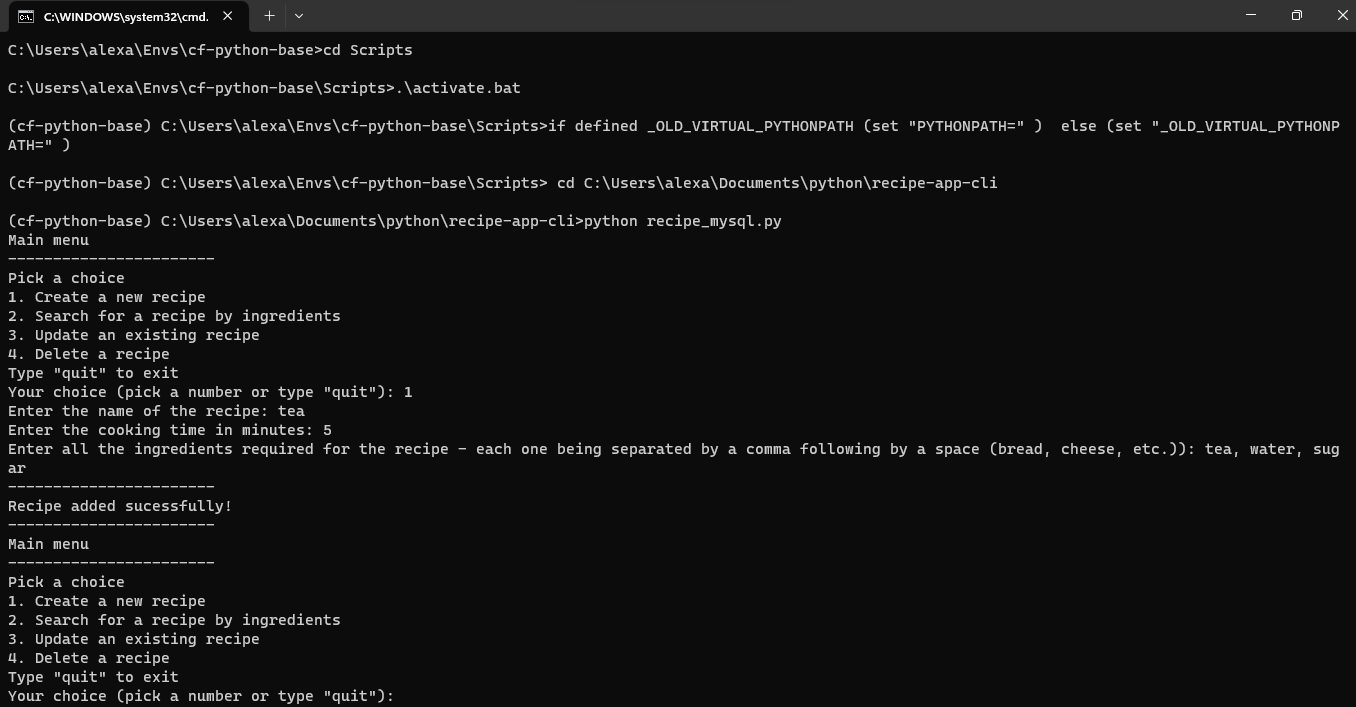 C:\WINDOWS\system32\cmd.
C:\Users\alexa\Envs\cf-python-base>cd Scripts
C:\Users\alexa\Envs\cf-python-base\Scripts>.\activate.bat
(cf-python-base) C:\Users\alexa\Envs\cf-python-base\Scripts>if defined _OLD_VIRTUAL_PYTHONPATH (set "PYTHONPATH=" )  else (set "_OLD_VIRTUAL_PYTHONP
ATH=" )
(cf-python-base) C:\Users\alexa\Envs\cf-python-base\Scripts> cd C:\Users\alexa\Documents\python\recipe-app-cli
(cf-python-base) C:\Users\alexa\Documents\python\recipe-app-cli>python recipe_mysql.py
Main menu
-----------------------
Pick a choice
1. Create a new recipe
2. Search for a recipe by ingredients
3. Update an existing recipe
4. Delete a recipe
Type "quit" to exit
Your choice (pick a number or type "quit"): 1
Enter the name of the recipe: tea
Enter the cooking time in minutes: 5
Enter all the ingredients required for the recipe - each one being separated by a comma following by a space (bread, cheese, etc.)): tea, water, sug
ar
-----------------------
Recipe added sucessfully!
-----------------------
Main menu
-----------------------
Pick a choice
1. Create a new recipe
2. Search for a recipe by ingredients
3. Update an existing recipe
4. Delete a recipe
Type "quit" to exit
Your choice (pick a number or type "quit"):